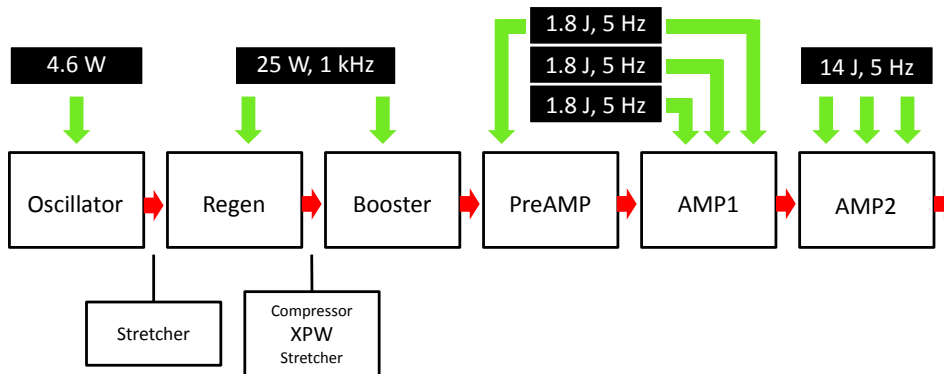 1.8 J, 5 Hz
4.6 W
25 W, 1 kHz
1.8 J, 5 Hz
14 J, 5 Hz
1.8 J, 5 Hz
Oscillator
Regen
Booster
PreAMP
AMP1
AMP2
Stretcher
Compressor
XPW
Stretcher